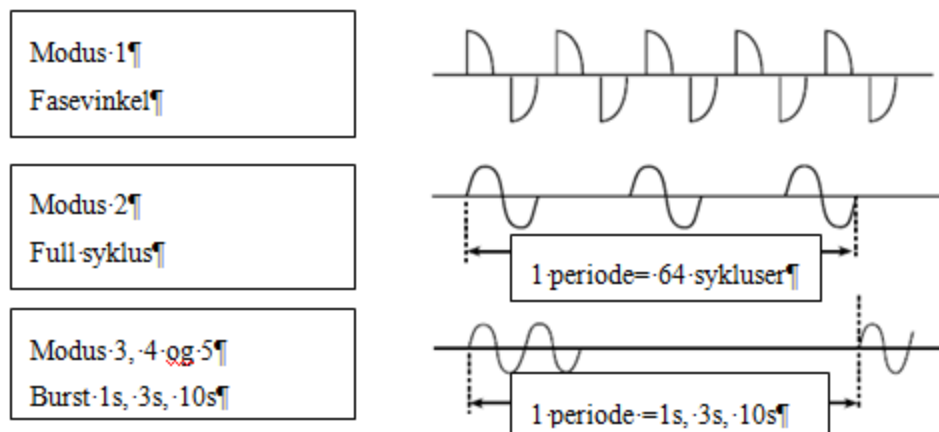 Modus·1¶
Fasevinkel¶
Modus·2¶
Full·syklus¶
1·periode=·64·sykluser¶
Modus·3,·4·og·5¶
Burst·1s,·3s,·10s¶
1·periode·=1s,·3s,·10s¶